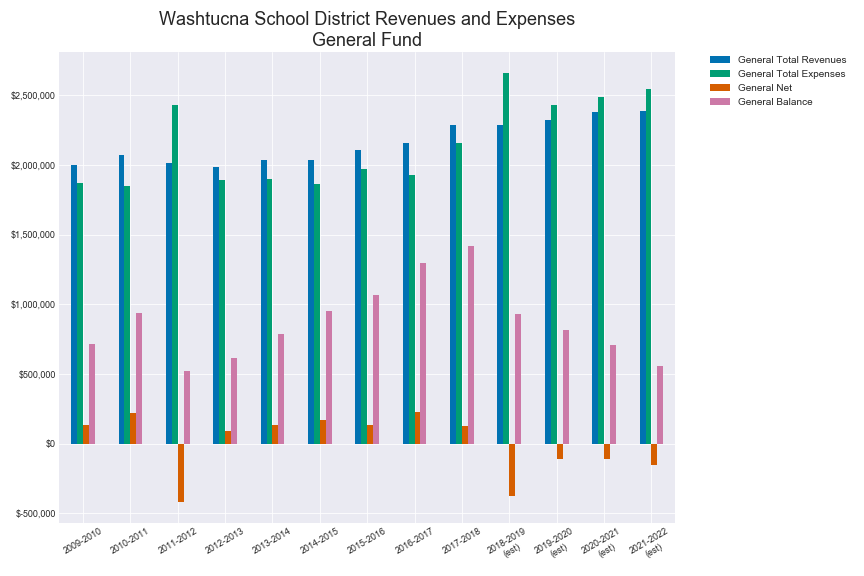 Washtucna School District Revenues and Expenses
General Fund
General Total Revenues
General Total Expenses
General Net
General Balance
$2,500,000
$2,000,000
$1,500,000
$1,000,000
$500,000
$0
$-500,000
2009-2010
2010-2011
2011-2012
2012-2013
2013-2014
2014-2015
2015-2016
2016-2017
2017-2018
2018-2019
(est)
2019-2020
(est)
2020-2021
(est)
2021-2022
(est)